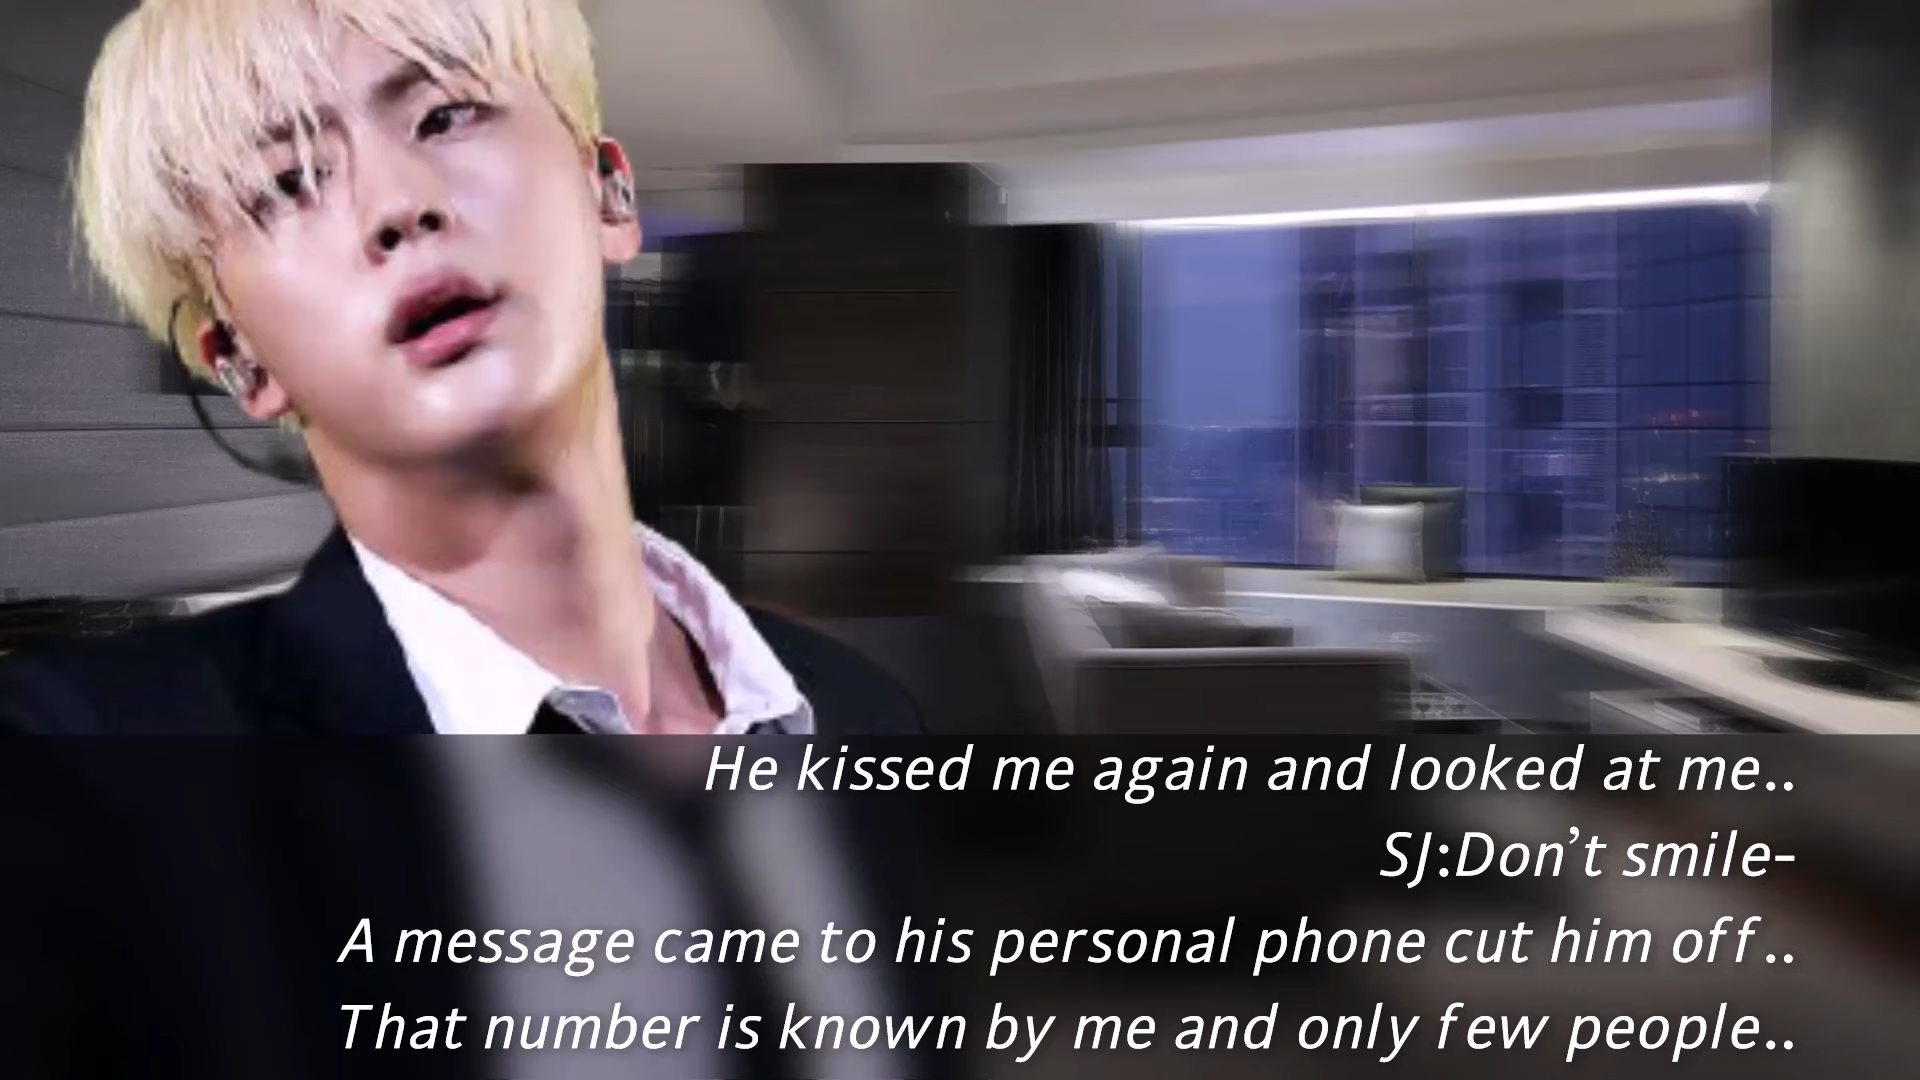 He kissed me again and looked at me..
SJ:Don’t smile-
A message came to his personal phone cut him off..
That number is known by me and only few people..